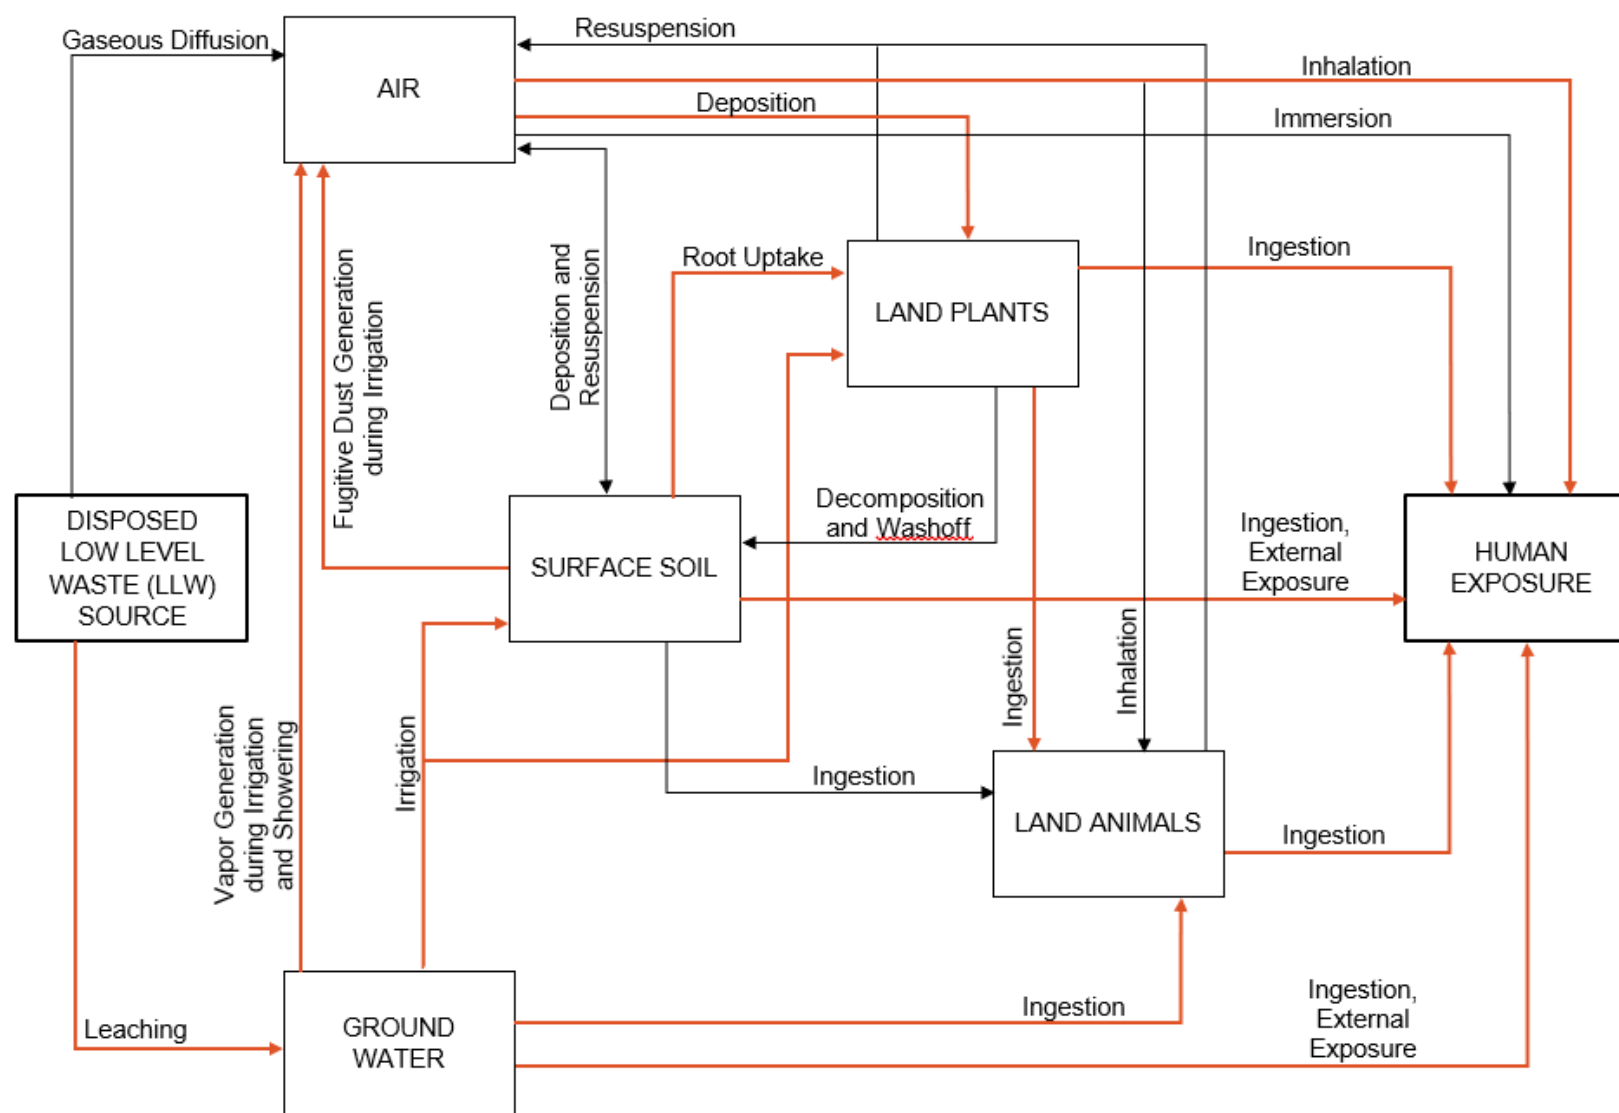 Gaseous Diffusion
AIR
Resuspension
Inhalation
Deposition
Immersion
Fugitive Dust Generation
during Irrigation
Deposition and
Resuspension
Root Uptake
LAND PLANTS
Ingestion
DISPOSED
LOW LEVEL
WASTE (LLW)
SOURCE
SURFACE SOIL
Decomposition
and Washoff
Ingestion,
External
Exposure
HUMAN
EXPOSURE
Vapor Generation
during Irrigation
and Showering
Irrigation
Ingestion
Ingestion
Inhalation
LAND ANIMALS
Ingestion
Leaching
GROUND
WATER
Ingestion
Ingestion,
External
Exposure